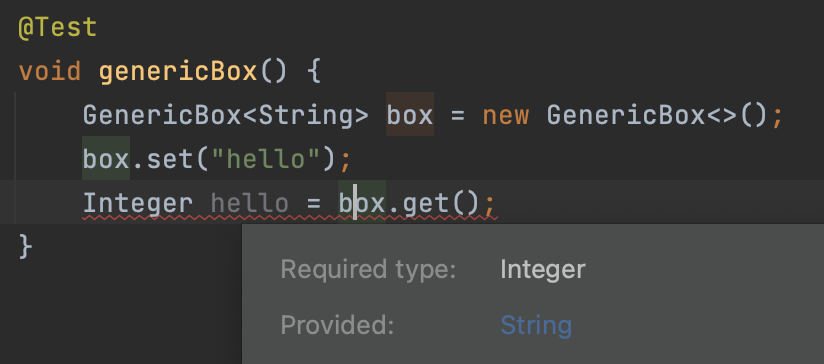 @Test
void genericBox() {
    GenericBox<String> box = new GenericBox<>();
    box.set("hello");
    Integer hello = box.get();
}
Required type: Integer
Provided: String